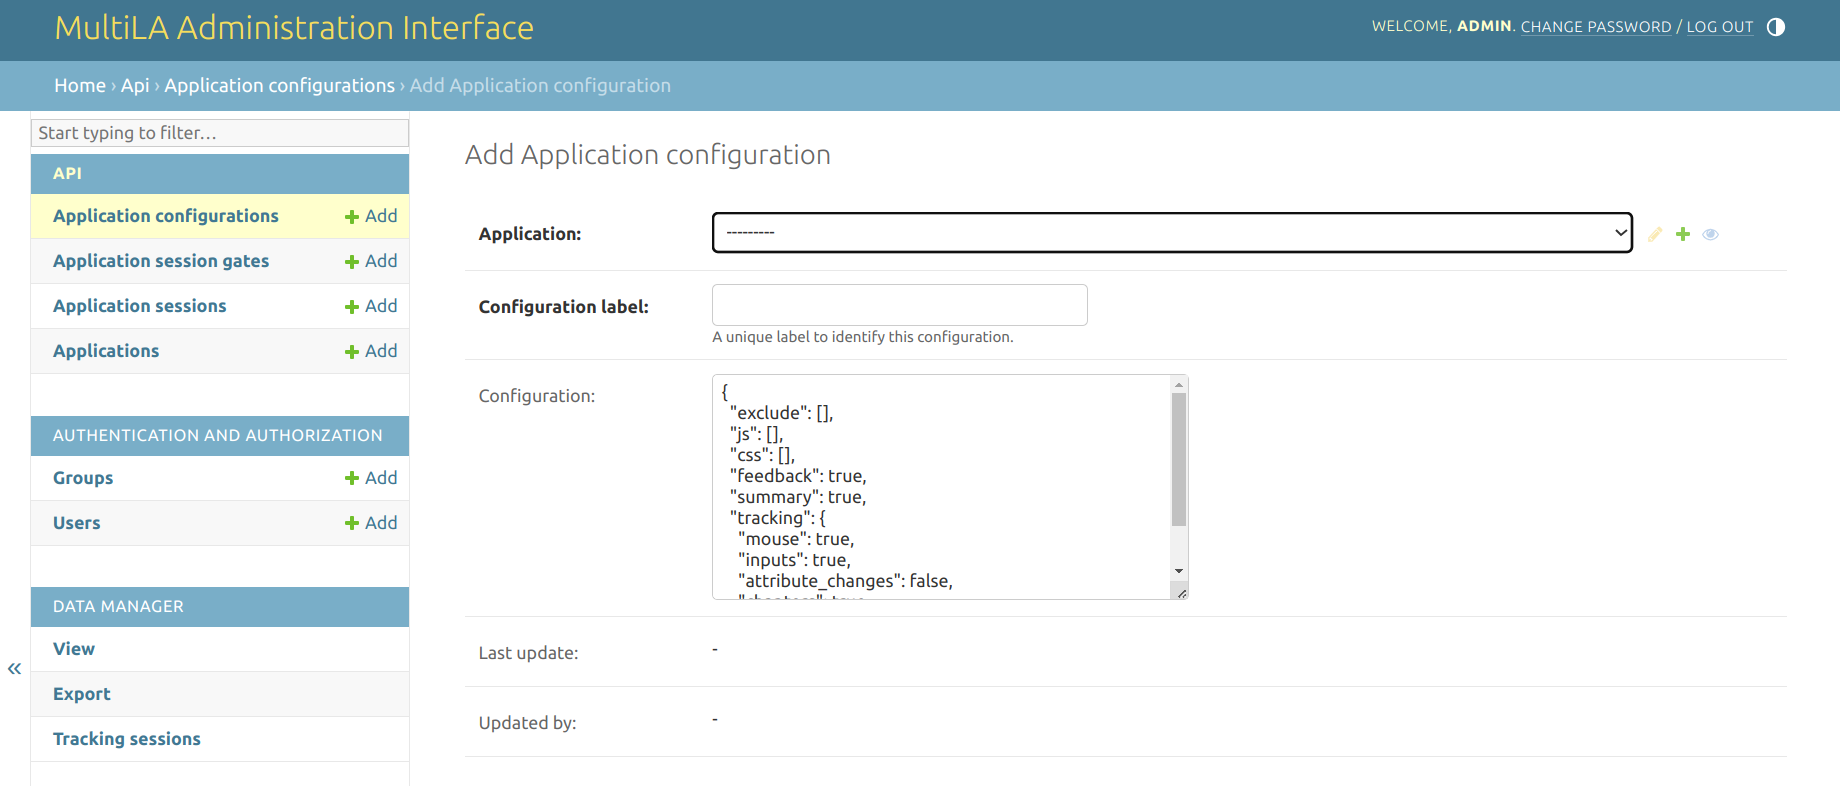 MultiLA Administration Interface
WELCOME, ADMIN. CHANGE PASSWORD / LOG OUT
Home › Api › Application configurations › Add Application configuration
Start typing to filter…
API
Application configurations Add
Application session gates Add
Application sessions Add
Applications Add
AUTHENTICATION AND AUTHORIZATION
Groups Add
Users Add
DATA MANAGER
View
Export
Tracking sessions
«
Add Application configuration
Application: ---------
Configuration label:
A unique label to identify this configuration.
Configuration:
{
"exclude": [],
"js": [],
"css": [],
"feedback": true,
"summary": true,
"tracking": {
"mouse": true,
"inputs": true,
"attribute_changes": false,
Last update: -
Updated by: -